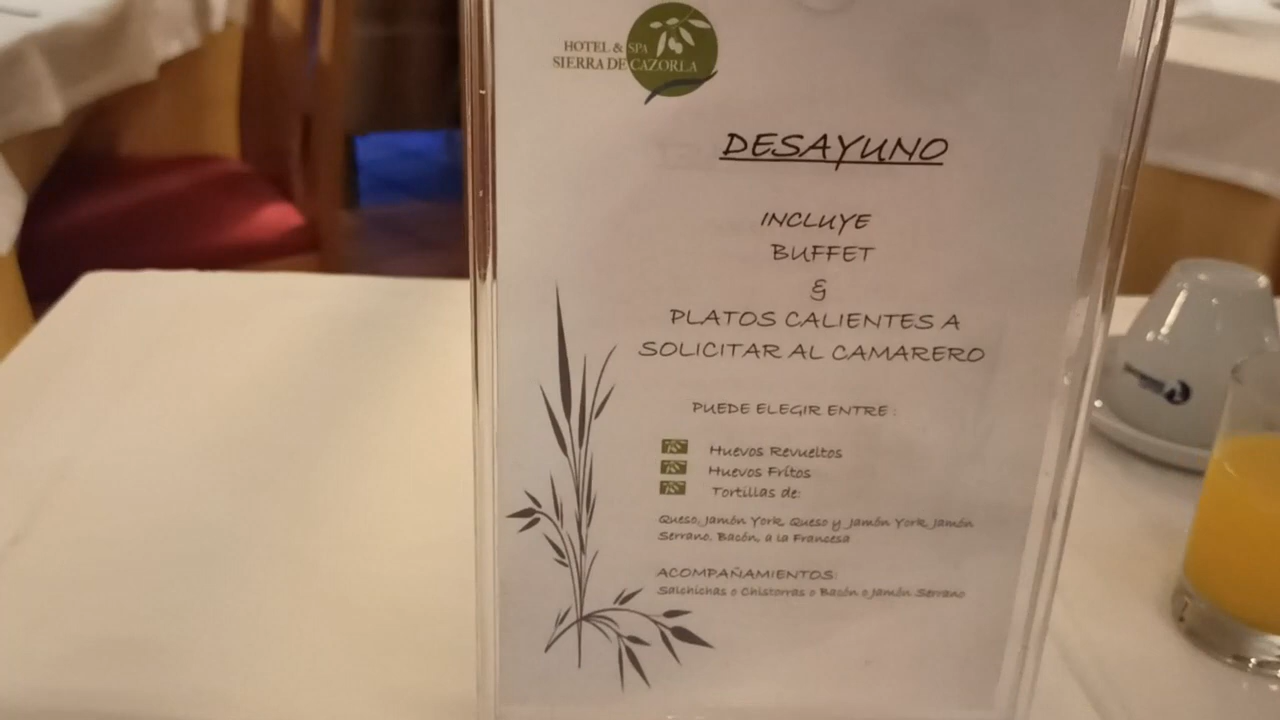 HOTEL & SPA
SIERRA DE CAZORLA
DESAYUNO
INCLUYE
BUFFET
&
PLATOS CALIENTES A
SOLICITAR AL CAMARERO
PUEDE ELEGIR ENTRE :
Huevos Revueltos
Huevos Fritos
Tortillas de:
Queso, Jamón York, Queso y Jamón York, Jamón
Serrano, Bacón, a la Francesa
ACOMPAÑAMIENTOS:
Salchichas o Chistorras o Bacón o Jamón Serrano